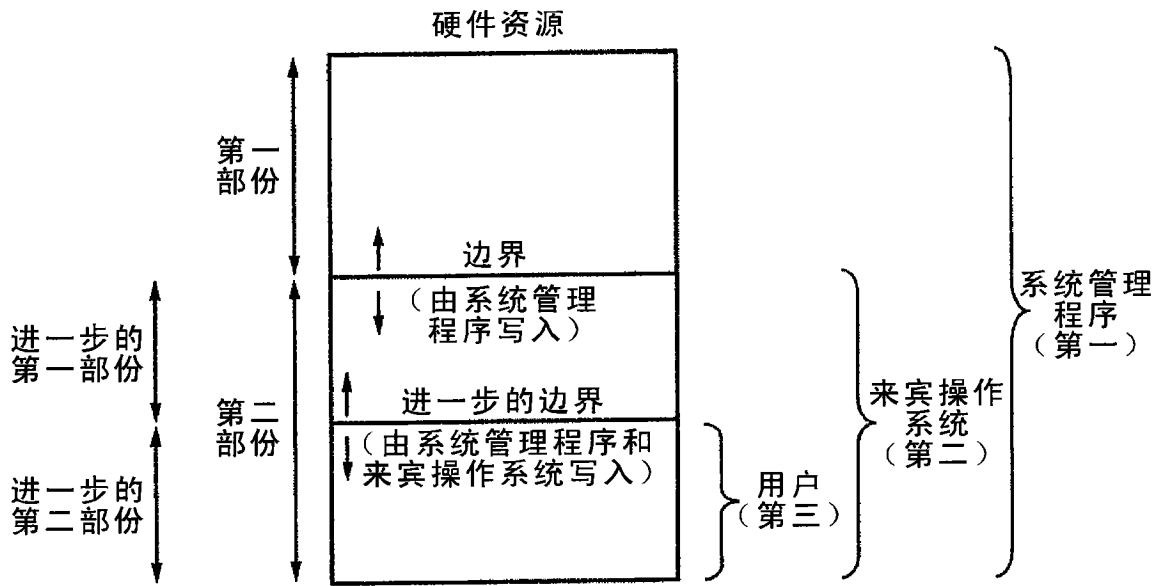 硬件资源
第一
部份
边界
（由系统管理
程序写入）
系统管理
程序
（第一）
进一步的
第一部份
第二
部份
进一步的边界
来宾操作
系统
（第二）
（由系统管理程序和
来宾操作系统写入）
用户
（第三）
进一步的
第二部份